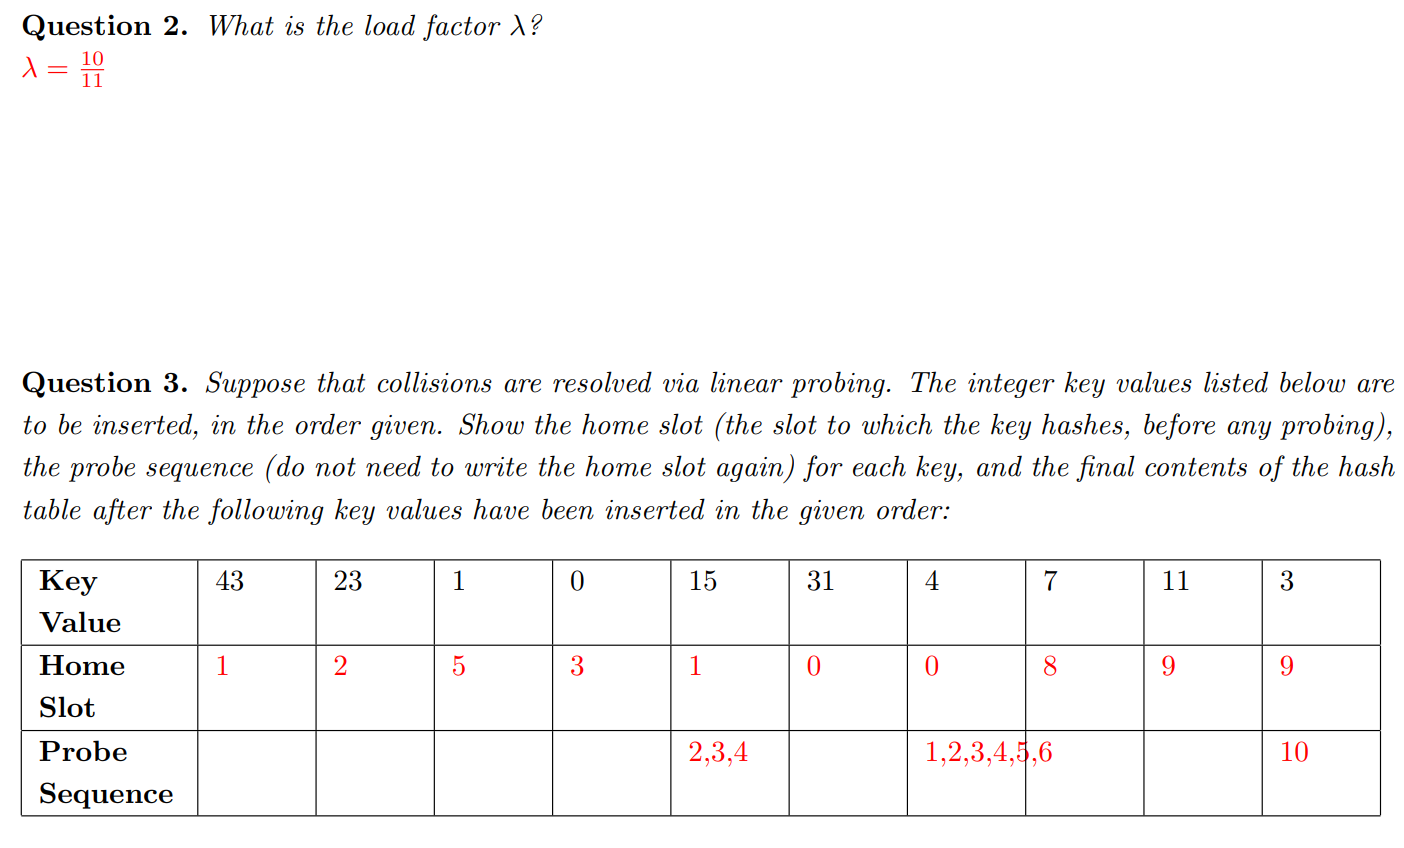 Question 2. What is the load factor λ?
λ = 10/11
Question 3. Suppose that collisions are resolved via linear probing. The integer key values listed below are
to be inserted, in the order given. Show the home slot (the slot to which the key hashes, before any probing),
the probe sequence (do not need to write the home slot again) for each key, and the final contents of the hash
table after the following key values have been inserted in the given order:
Key Value 43 23 1 0 15 31 4 7 11 3
Home Slot 1 2 5 3 1 0 0 8 9 9
Probe Sequence 2,3,4 1,2,3,4,5,6 10